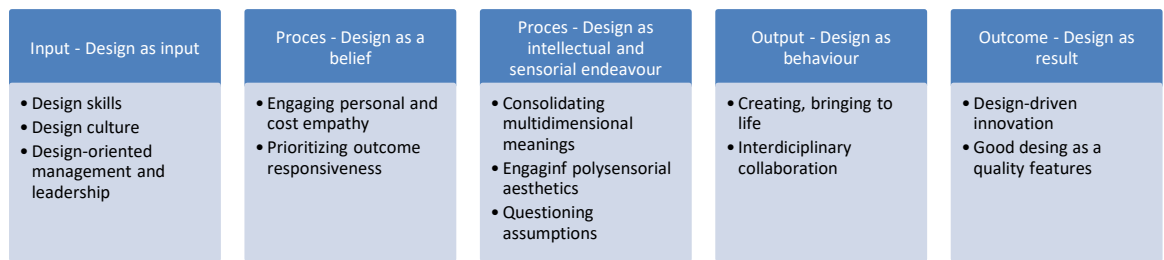 Input - Design as input
• Design skills
• Design culture
• Design-oriented
management and
leadership
Proces - Design as a
belief
• Engaging personal and
cost empathy
• Prioritizing outcome
responsiveness
Proces - Design as
intellectual and
sensorial endeavour
• Consolidating
multidimensional
meanings
• Engaginf polysensorial
aesthetics
• Questioning
assumptions
Output - Design as
behaviour
• Creating, bringing to
life
• Interdiciplinary
collaboration
Outcome - Design as
result
• Design-driven
innovation
• Good desing as a
quality features